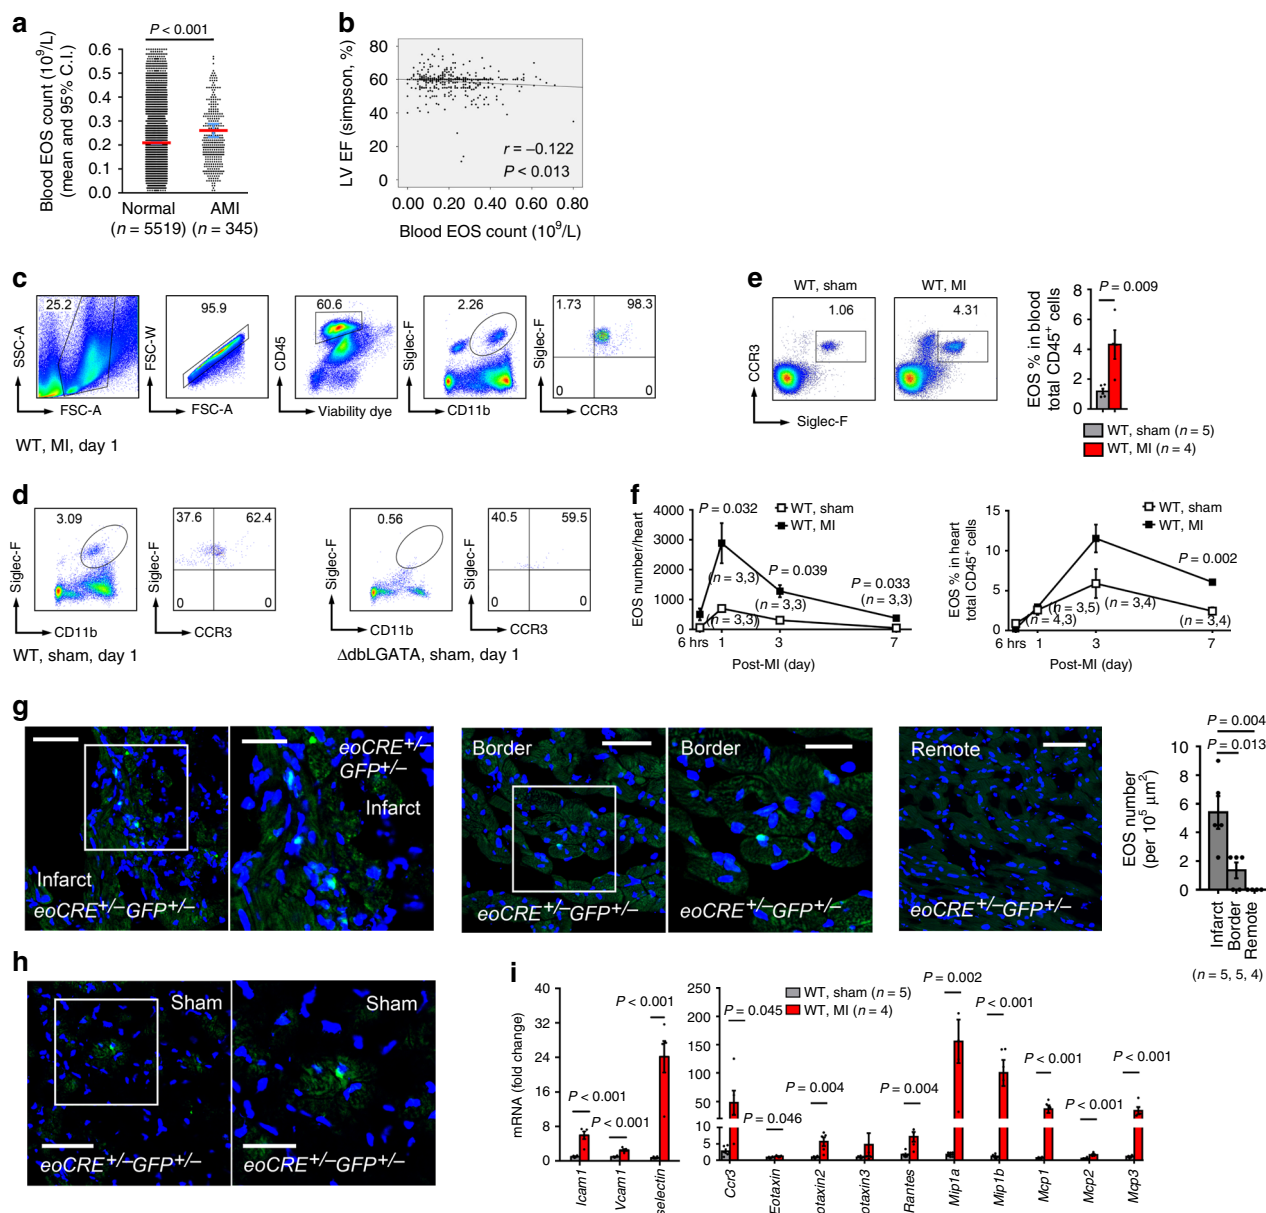 a
P < 0.001
Blood EOS count (10⁹/L)
(mean and 95% C.I.)
0.6
0.5
0.4
0.3
0.2
0.1
0.0
Normal
(n = 5519)
AMI
(n = 345)
b
LV EF (simpson, %)
80
60
40
20
0
r = –0.122
P < 0.013
0.00 0.20 0.40 0.60 0.80
Blood EOS count (10⁹/L)
c
25.2
SSC-A
FSC-A
95.9
FSC-W
FSC-A
60.6
CD45
Viability dye
2.26
Siglec-F
CD11b
1.73 98.3
Siglec-F
0 0
CCR3
WT, MI, day 1
d
3.09
Siglec-F
CD11b
37.6 62.4
Siglec-F
0 0
CCR3
WT, sham, day 1
0.56
Siglec-F
CD11b
40.5 59.5
Siglec-F
0 0
CCR3
ΔdbLGATA, sham, day 1
e
WT, sham
1.06
WT, MI
4.31
CCR3
Siglec-F
EOS % in blood
total CD45⁺ cells
P = 0.009
8
6
4
2
0
WT, sham (n = 5)
WT, MI (n = 4)
f
EOS number/heart
4000
3000
2000
1000
0
P = 0.032
WT, sham
WT, MI
(n = 3,3)
P = 0.039
(n = 3,3)
(n = 3,3)
P = 0.033
(n = 3,3)
6 hrs 1 3 7
Post-MI (day)
EOS % in heart
total CD45⁺ cells
15
10
5
0
WT, sham
WT, MI
P = 0.002
(n = 3,5)
(n = 4,3)
(n = 3,4)
(n = 3,4)
6 hrs 1 3 7
Post-MI (day)
g
Infarct
eoCRE⁺/⁻GFP⁺/⁻
eoCRE⁺/⁻
GFP⁺/⁻
Infarct
Border
eoCRE⁺/⁻GFP⁺/⁻
Border
eoCRE⁺/⁻GFP⁺/⁻
Remote
eoCRE⁺/⁻GFP⁺/⁻
P = 0.004
P = 0.013
EOS number
(per 10⁵ μm²)
10
8
6
4
2
0
Infarct
Border
Remote
(n = 5, 5, 4)
h
Sham
eoCRE⁺/⁻GFP⁺/⁻
Sham
eoCRE⁺/⁻GFP⁺/⁻
i
mRNA (fold change)
40
32
24
16
8
0
P < 0.001
P < 0.001
P < 0.001
Icam1
Vcam1
selectin
250
200
150
100
50
5
0
WT, sham (n = 5)
WT, MI (n = 4)
P = 0.045
P = 0.046
P = 0.004
P = 0.004
P = 0.002
P < 0.001
P < 0.001
P < 0.001
P < 0.001
Ccr3
Eotaxin
otaxin2
otaxin3
Rantes
Mip1a
Mip1b
Mcp1
Mcp2
Mcp3